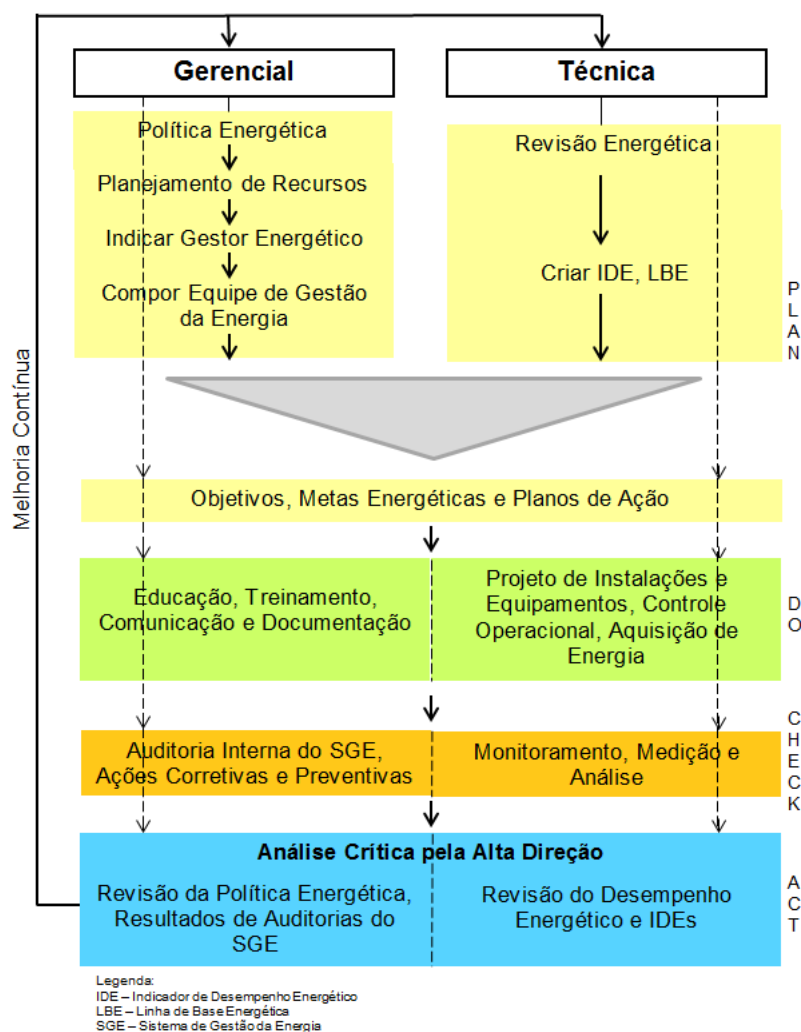 Gerencial
Técnica
Política Energética
Planejamento de Recursos
Indicar Gestor Energético
Compor Equipe de Gestão
da Energia
Revisão Energética
Criar IDE, LBE
P
L
A
N
Melhoria Contínua
Objetivos, Metas Energéticas e Planos de Ação
Educação, Treinamento,
Comunicação e Documentação
Projeto de Instalações e
Equipamentos, Controle
Operacional, Aquisição de
Energia
D
O
Auditoria Interna do SGE,
Ações Corretivas e Preventivas
Monitoramento, Medição e
Análise
C
H
E
C
K
Análise Crítica pela Alta Direção
Revisão da Política Energética,
Resultados de Auditorias do
SGE
Revisão do Desempenho
Energético e IDEs
A
C
T
Legenda:
IDE – Indicador de Desempenho Energético
LBE – Linha de Base Energética
SGE – Sistema de Gestão da Energia